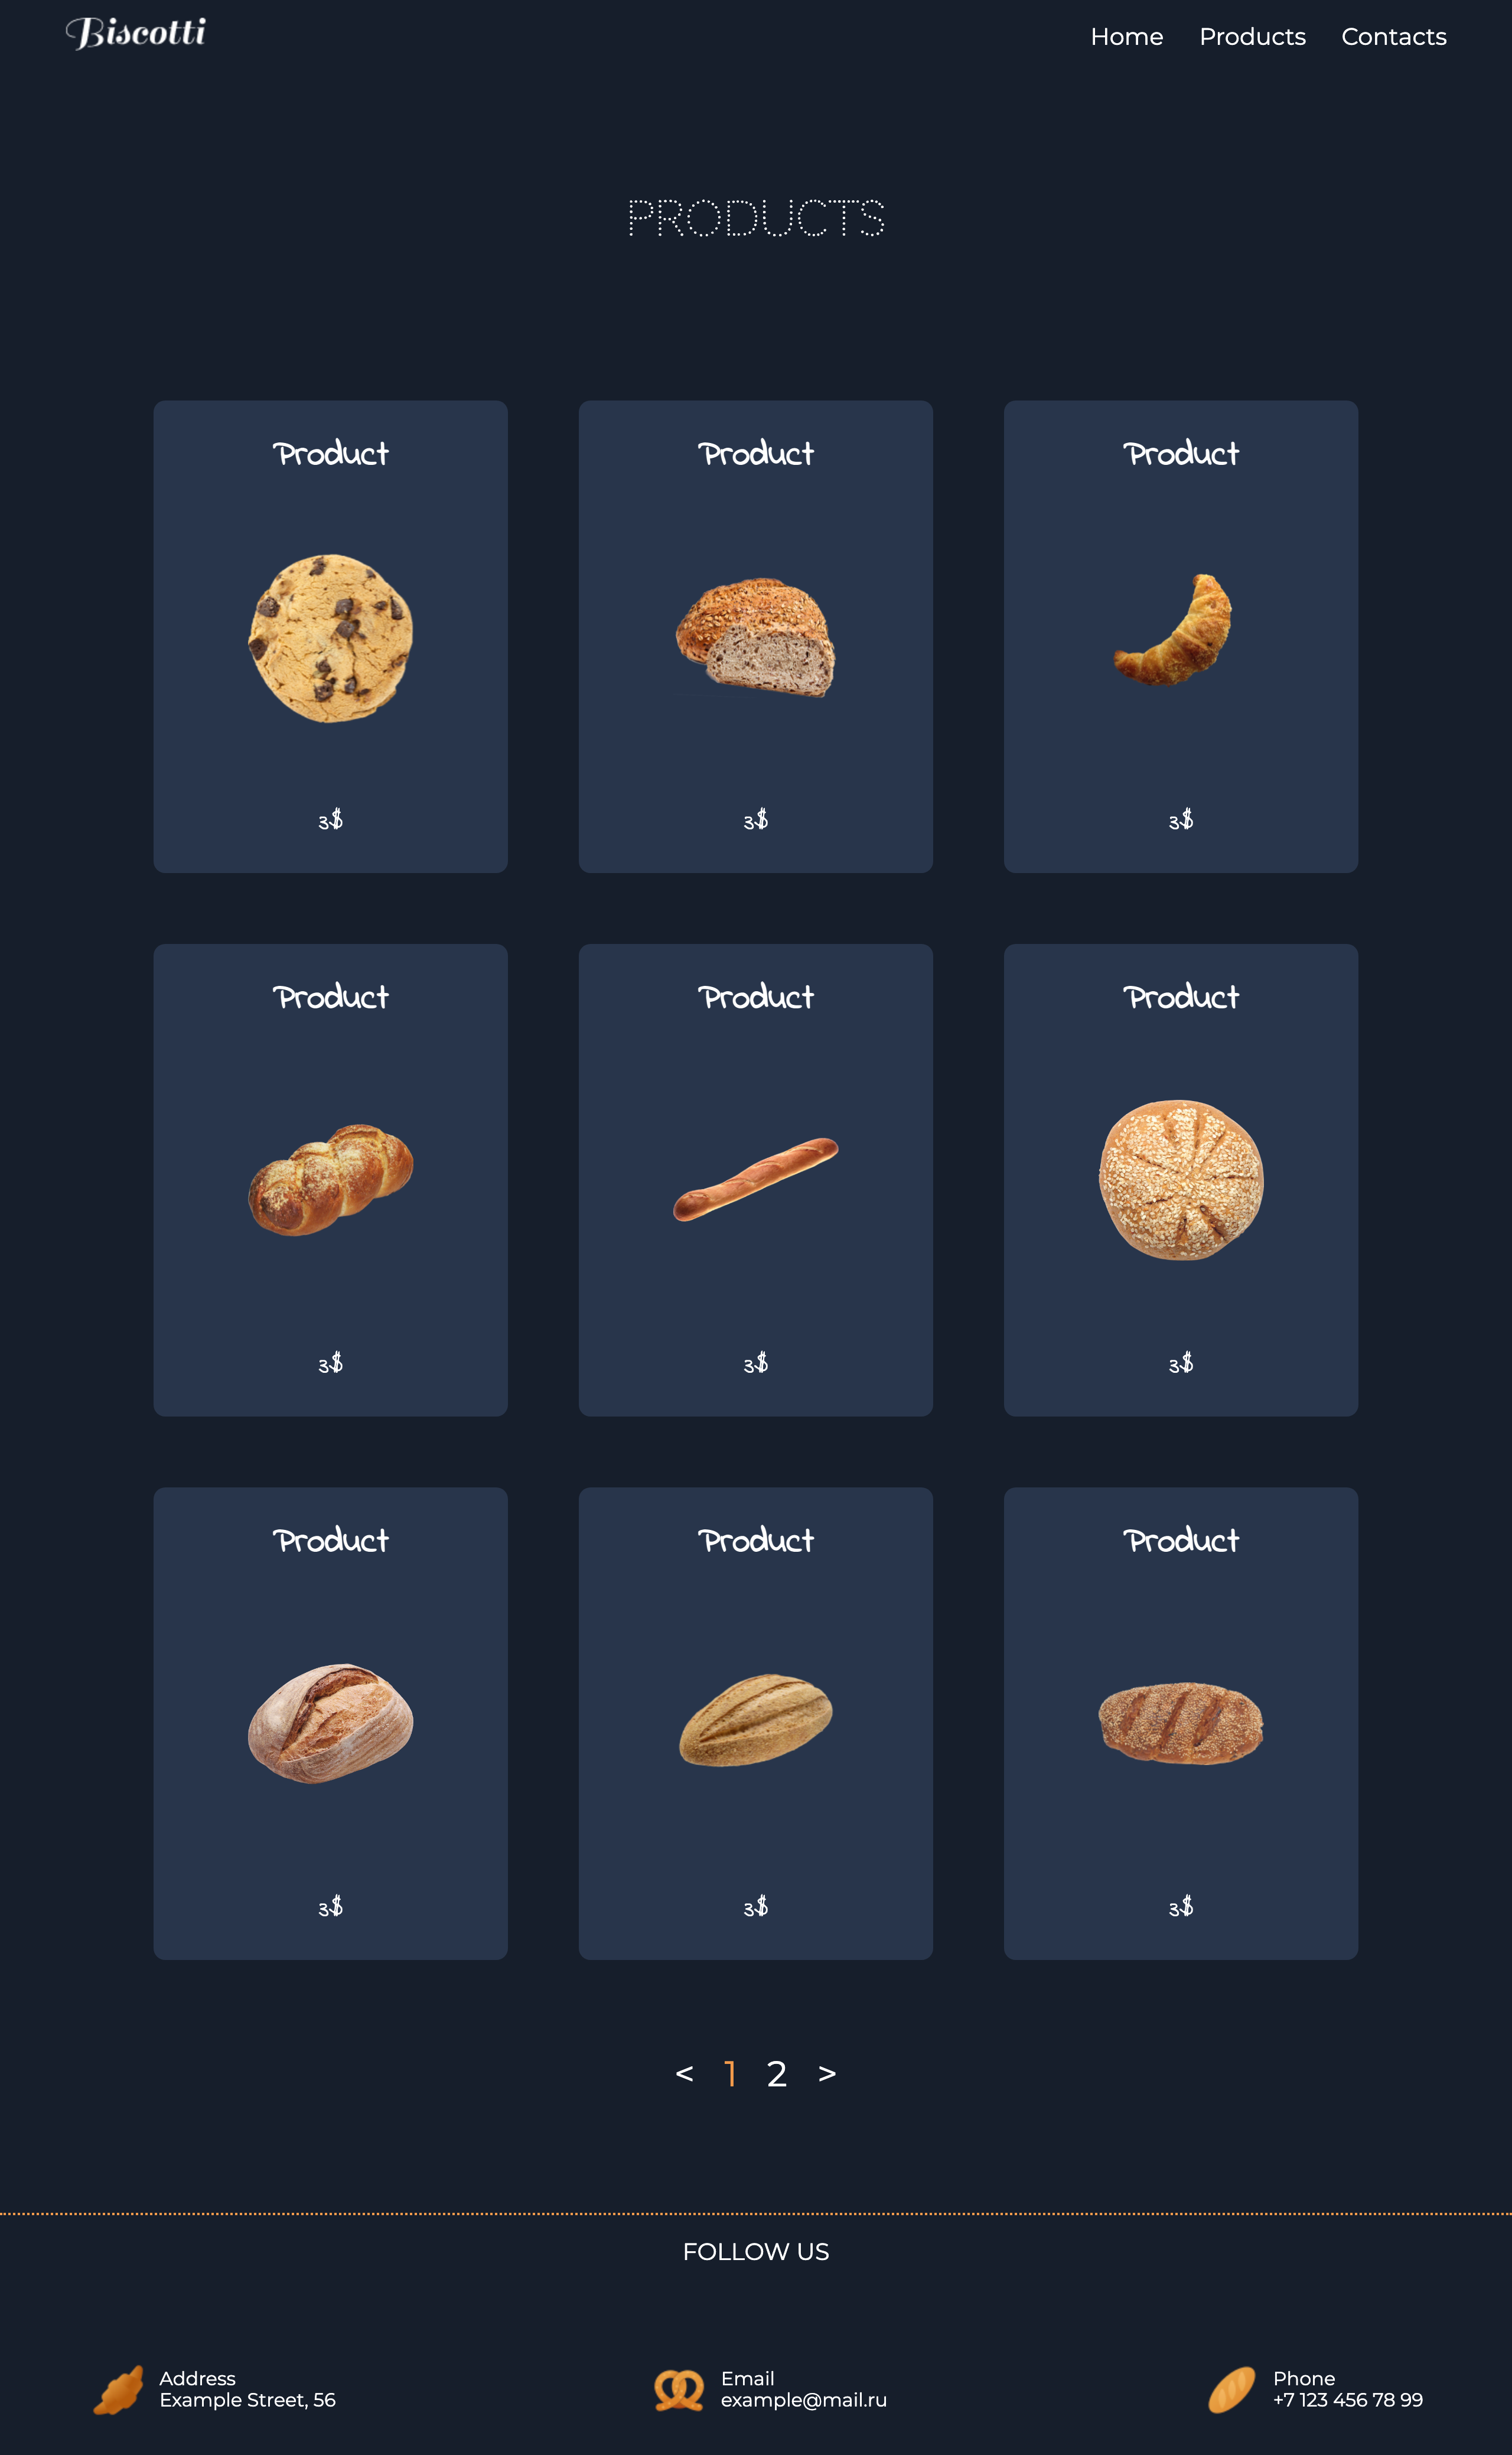 Biscotti
Home Products Contacts
PRODUCTS
Product Product Product
3$ 3$ 3$
Product Product Product
3$ 3$ 3$
Product Product Product
3$ 3$ 3$
< 1 2 >
FOLLOW US
Address
Example Street, 56
Email
example@mail.ru
Phone
+7 123 456 78 99